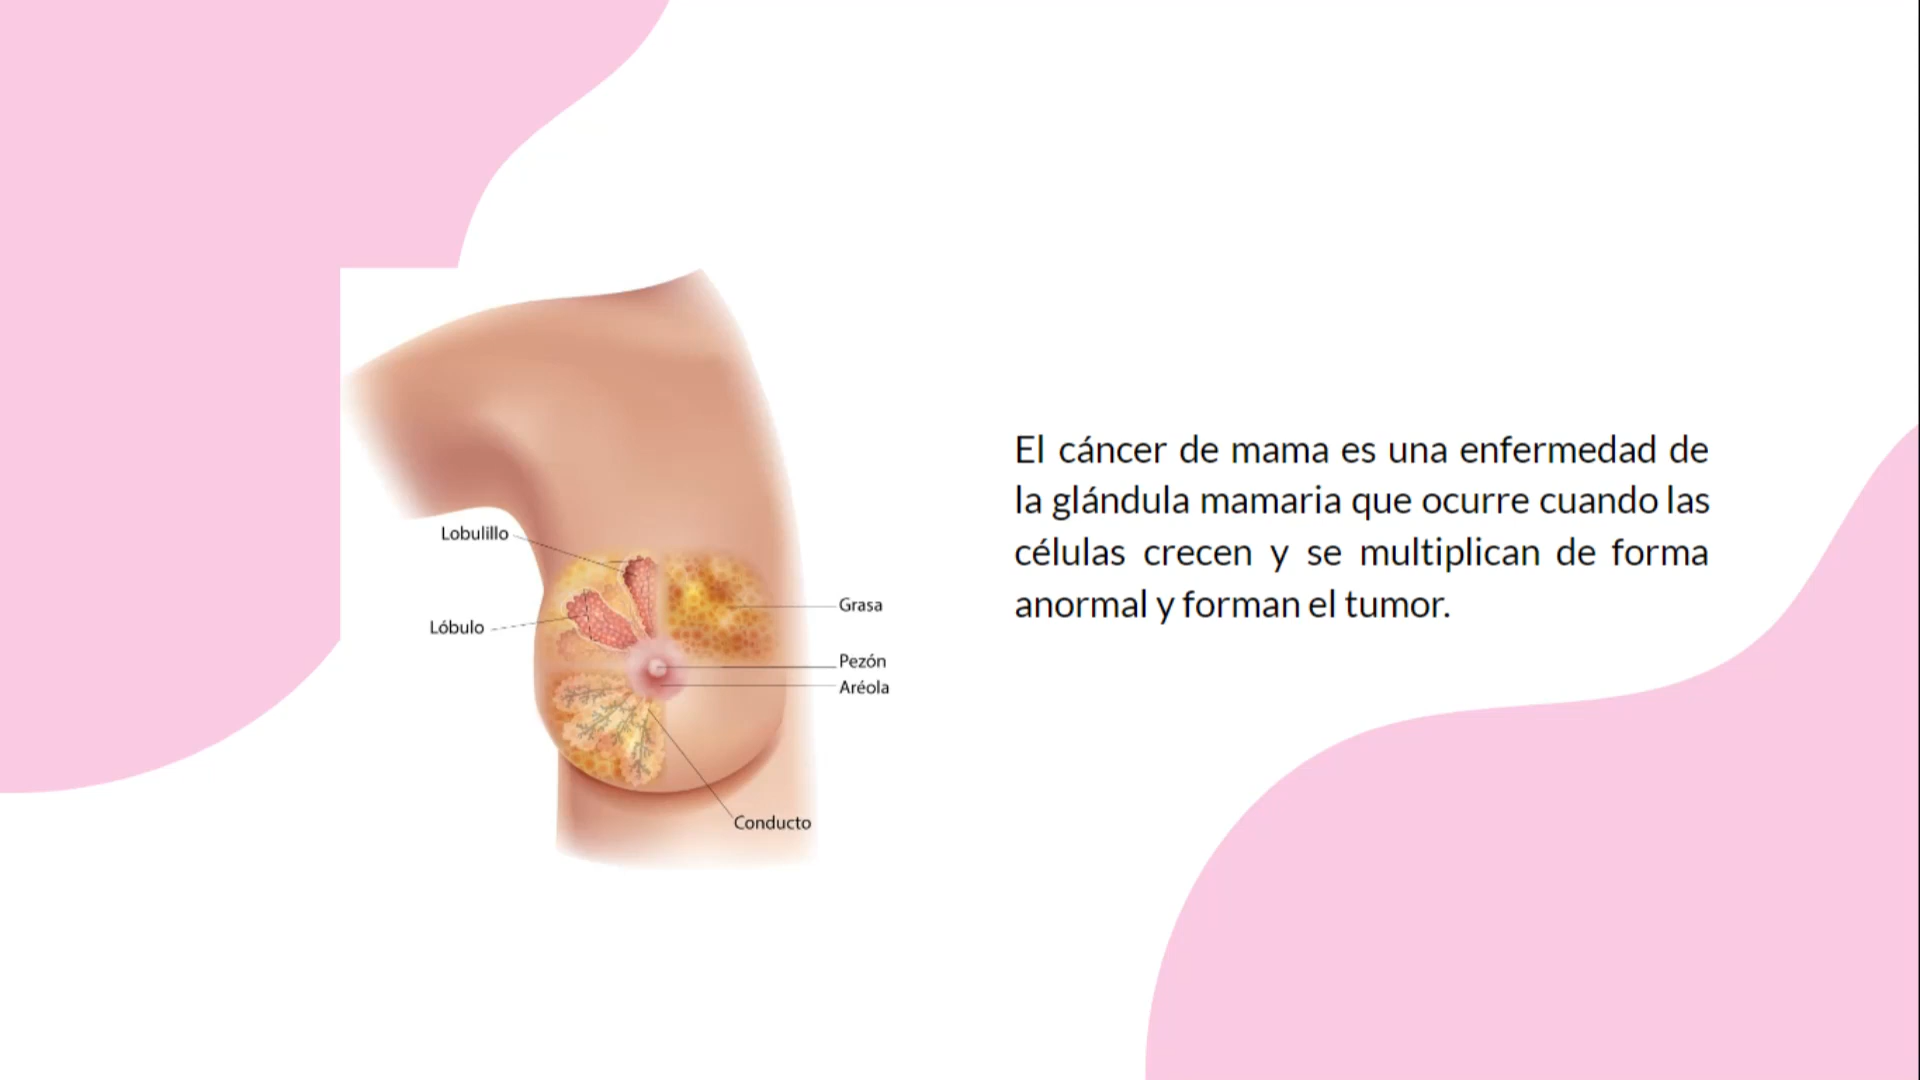 Lobulillo
Lóbulo
Grasa
Pezón
Aréola
Conducto
El cáncer de mama es una enfermedad de
la glándula mamaria que ocurre cuando las
células crecen y se multiplican de forma
anormal y forman el tumor.